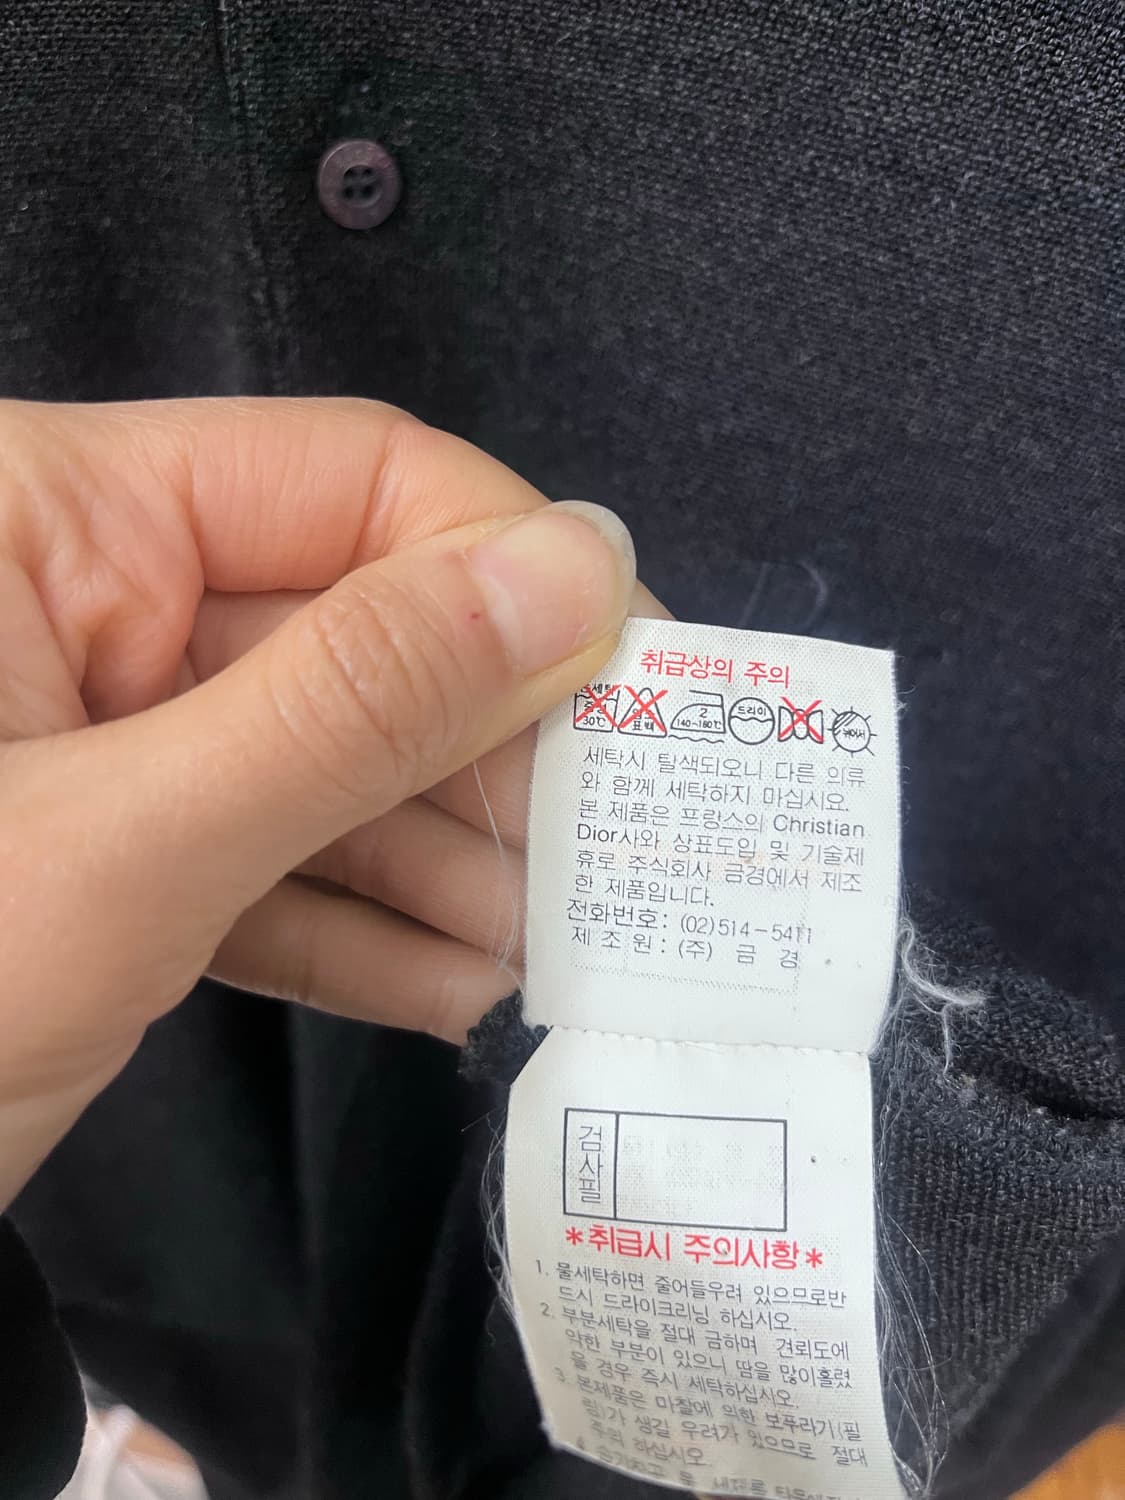 취급상의 주의
30℃
표백
2
140~160℃
드라이
뉘어서
세탁시 탈색되오니 다른 의류
와 함께 세탁하지 마십시요.
본 제품은 프랑스의 Christian
Dior사와 상표도입 및 기술제
휴로 주식회사 금경에서 제조
한 제품입니다.
전화번호: (02)514-5411
제 조 원 : (주) 금 경
검사필
*취급시 주의사항*
1. 물세탁하면 줄어들우려 있으므로반
드시 드라이크리닝 하십시오.
2. 부분세탁을 절대 금하며 견뢰도에
약한 부분이 있으니 땀을 많이흘렸
을 경우 즉시 세탁하십시오.
3. 본제품은 마찰에 의한 보푸라기(필
링)가 생길 우려가 있으므로 절대
주의 하십시오.
4.